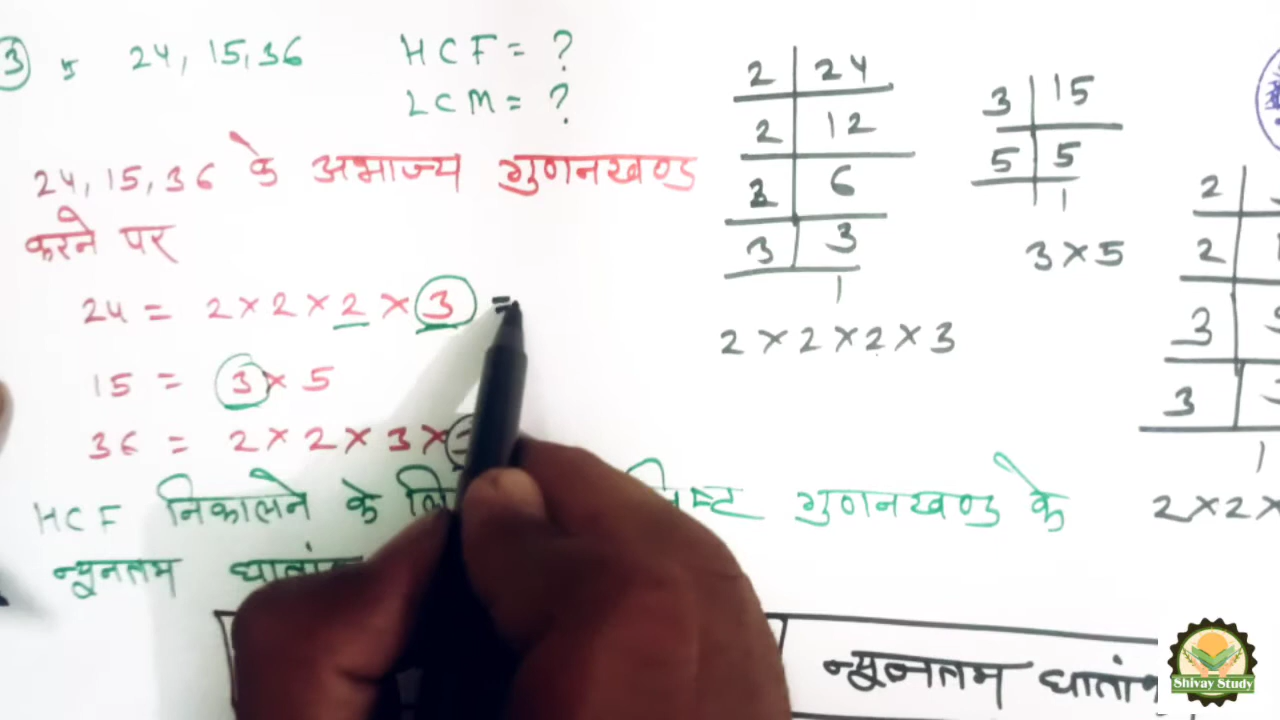 3 24, 15, 36 HCF = ?
LCM = ?
24, 15, 36 के अभाज्य गुणनखण्ड
करने पर
24 = 2 × 2 × 2 × 3 =
15 = 3 × 5
36 = 2 × 2 × 3 ×
HCF निकालने के गुणनखण्ड के
न्यूनतम
2 24
2 12
2 6
3 3
1
2 × 2 × 2 × 3
3 15
5 5
1
3 × 5
2
2
3
3
1
2 × 2 ×
न्यूनतम
Shivay Study